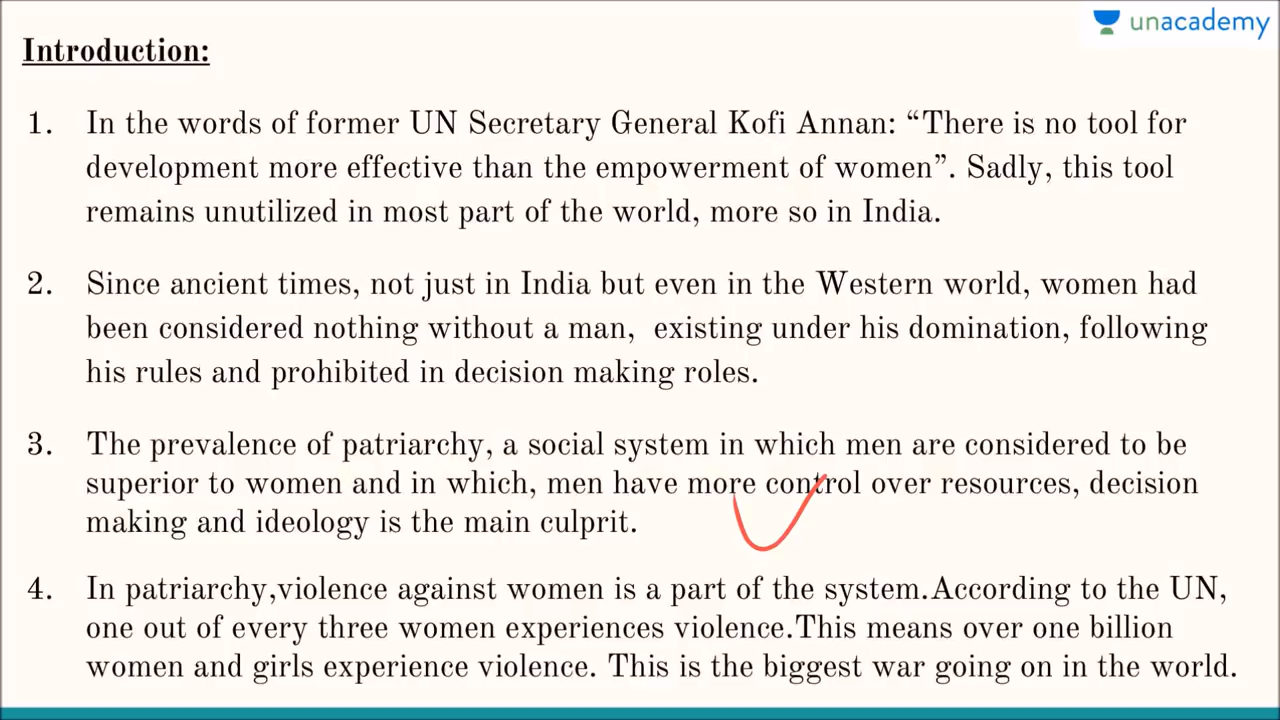 unacademy
Introduction:
1. In the words of former UN Secretary General Kofi Annan: “There is no tool for
development more effective than the empowerment of women”. Sadly, this tool
remains unutilized in most part of the world, more so in India.
2. Since ancient times, not just in India but even in the Western world, women had
been considered nothing without a man,  existing under his domination, following
his rules and prohibited in decision making roles.
3. The prevalence of patriarchy, a social system in which men are considered to be
superior to women and in which, men have more control over resources, decision
making and ideology is the main culprit.
4. In patriarchy,violence against women is a part of the system.According to the UN,
one out of every three women experiences violence.This means over one billion
women and girls experience violence. This is the biggest war going on in the world.